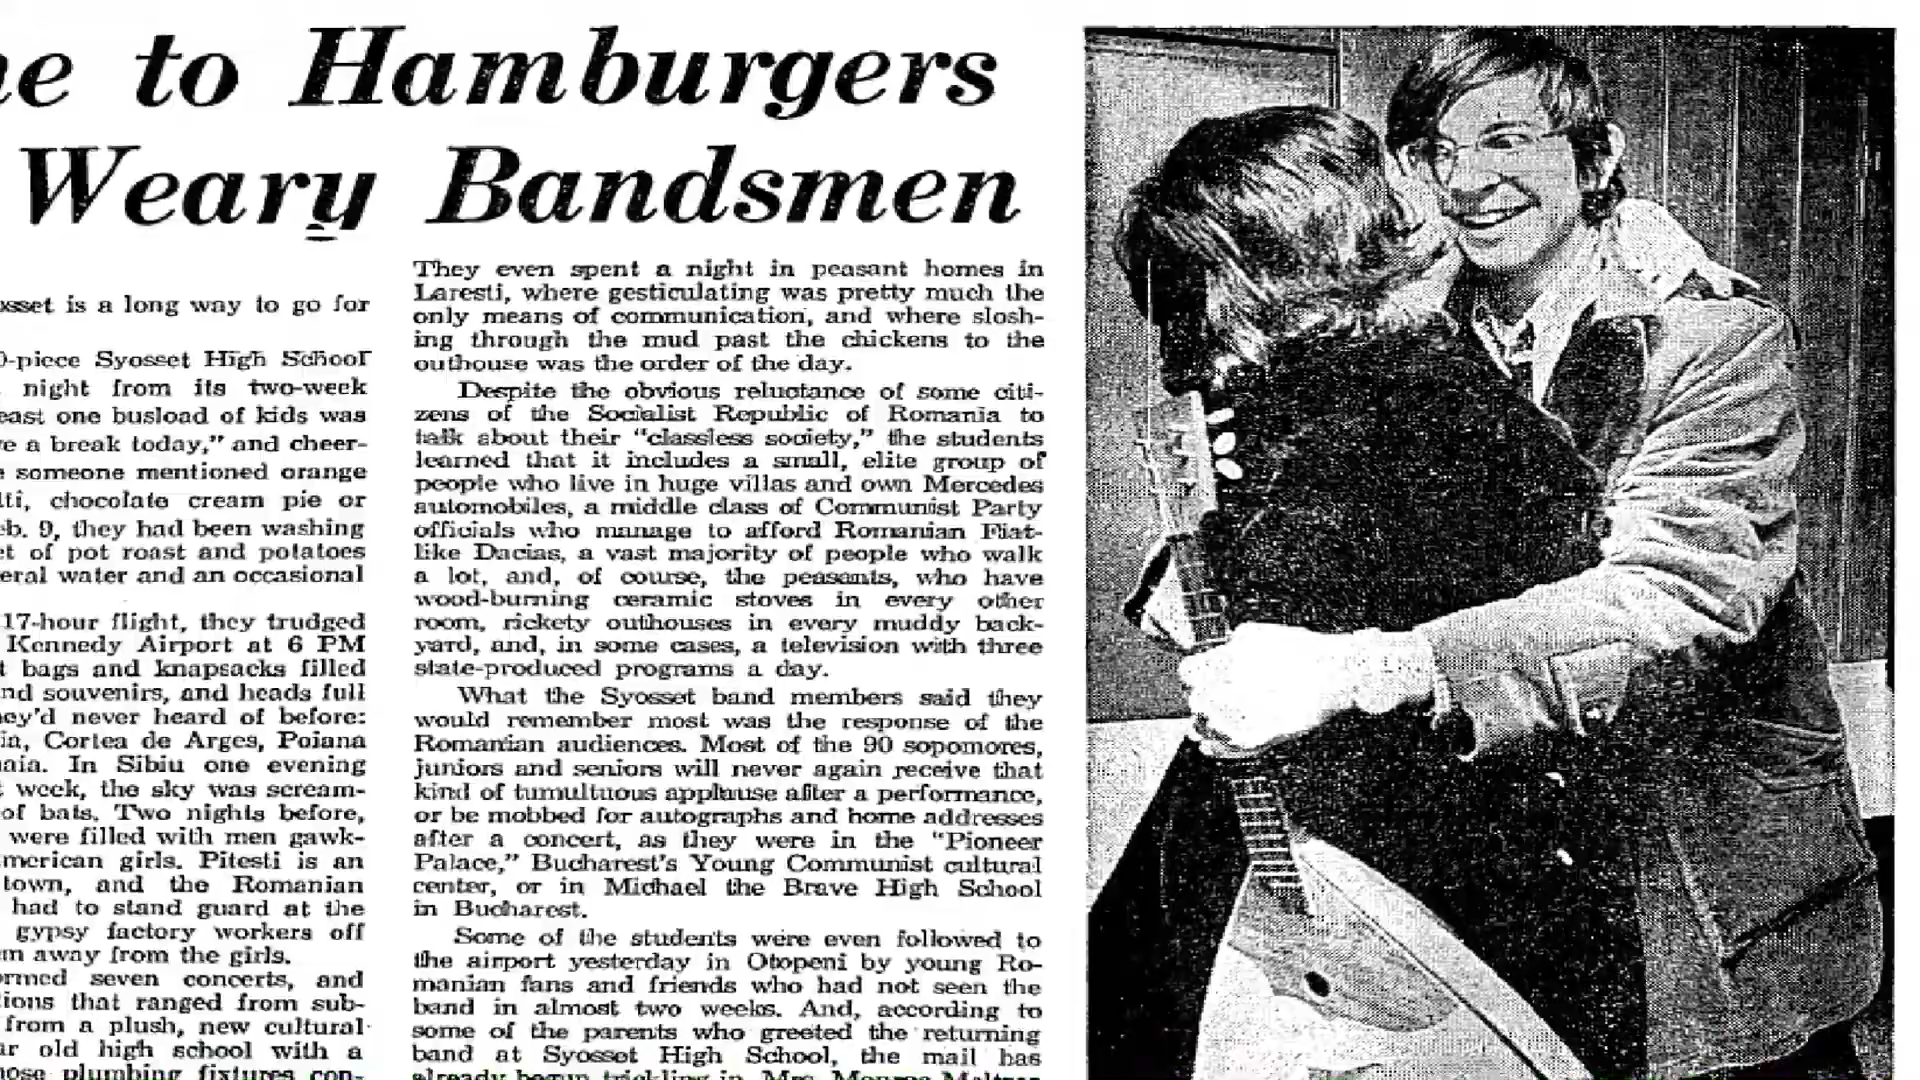 ne to Hamburgers
Weary Bandsmen
osset is a long way to go for
0-piece Syosset High School
night from its two-week
east one busload of kids was
e a break today," and cheer-
e someone mentioned orange
tti, chocolate cream pie or
eb. 9, they had been washing
et of pot roast and potatoes
eral water and an occasional
17-hour flight, they trudged
Kennedy Airport at 6 PM
t bags and knapsacks filled
nd souvenirs, and heads full
hey'd never heard of before:
ia, Cortea de Arges, Poiana
naia. In Sibiu one evening
t week, the sky was scream-
of bats. Two nights before,
were filled with men gawk-
merican girls. Pitesti is an
town, and the Romanian
had to stand guard at the
gypsy factory workers off
m away from the girls.
ormed seven concerts, and
tions that ranged from sub-
from a plush, new cultural
ar old high school with a
hose plumbing fixtures con-
They even spent a night in peasant homes in
Laresti, where gesticulating was pretty much the
only means of communication, and where slosh-
ing through the mud past the chickens to the
outhouse was the order of the day.
Despite the obvious reluctance of some citi-
zens of the Socialist Republic of Romania to
talk about their "classless society," the students
learned that it includes a small, elite group of
people who live in huge villas and own Mercedes
automobiles, a middle class of Communist Party
officials who manage to afford Romanian Fiat-
like Dacias, a vast majority of people who walk
a lot, and, of course, the peasants, who have
wood-burning ceramic stoves in every other
room, rickety outhouses in every muddy back-
yard, and, in some cases, a television with three
state-produced programs a day.
What the Syosset band members said they
would remember most was the response of the
Romanian audiences. Most of the 90 sopomores,
juniors and seniors will never again receive that
kind of tumultuous applause after a performance,
or be mobbed for autographs and home addresses
after a concert, as they were in the "Pioneer
Palace," Bucharest's Young Communist cultural
center, or in Michael the Brave High School
in Bucharest.
Some of the students were even followed to
the airport yesterday in Otopeni by young Ro-
manian fans and friends who had not seen the
band in almost two weeks. And, according to
some of the parents who greeted the returning
band at Syosset High School, the mail has
already begun trickling in. Mrs. Monroe Meltzer